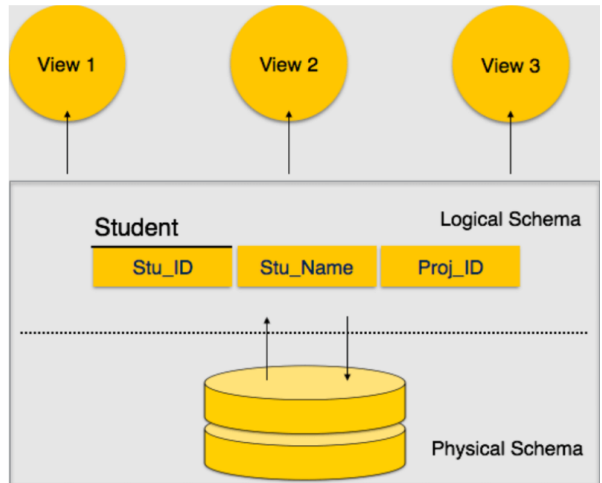 View 1
View 2
View 3
Logical Schema
Student
Stu_ID
Stu_Name
Proj_ID
Physical Schema